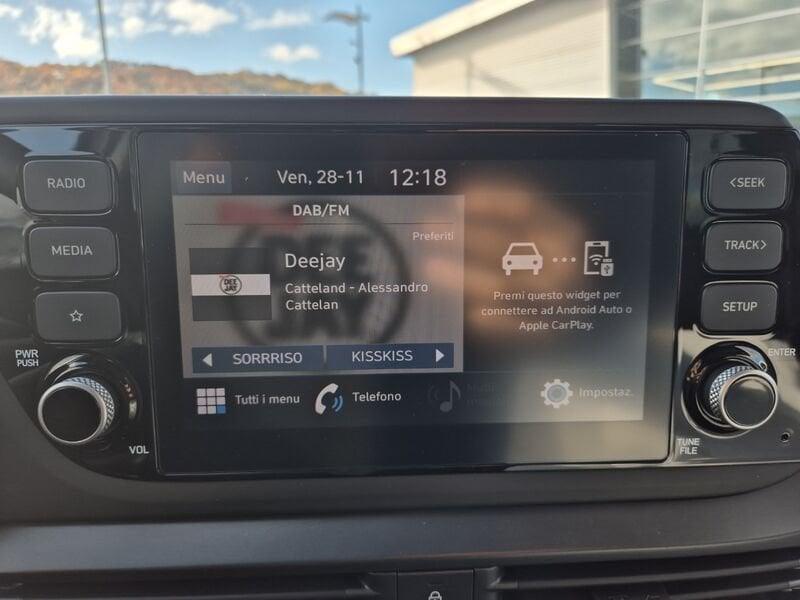 RADIO
MEDIA
PWR
PUSH
VOL
Menu
Ven, 28-11
12:18
DAB/FM
Preferiti
DEE
JAY
Deejay
Catteland - Alessandro
Cattelan
SORRRISO
KISSKISS
Premi questo widget per
connettere ad Android Auto o
Apple CarPlay.
Tutti i menu
Telefono
Impostaz.
<SEEK
TRACK>
SETUP
ENTER
TUNE
FILE